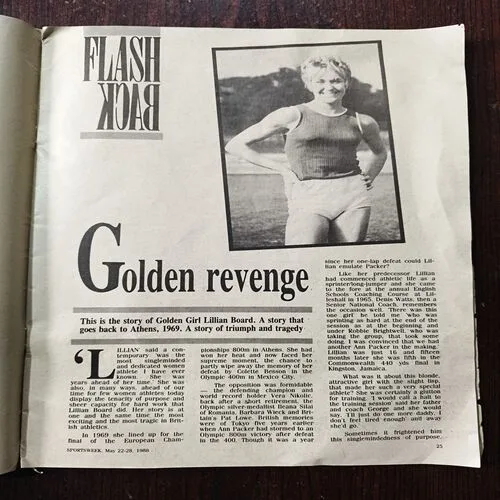 FLASH
BACK
Golden revenge
This is the story of Golden Girl Lillian Board. A story that
goes back to Athens, 1969. A story of triumph and tragedy
'LILLIAN said a con-
temporary was the
most singleminded
and dedicated women
athlete I have ever
known. She was
years ahead of her time. She was
also, in many ways, ahead of our
time for few women athletes today
display the tenacity of purpose and
sheer capacity for hard work that
Lillian Board did. Her story is at
one and the same time the most
exciting and the most tragic in Brit-
ish athletics.
In 1969 she lined up for the
final of the European Cham-
pionships 800m in Athens. She had
won her heat and now faced her
supreme moment, the chance to
partly wipe away the memory of her
defeat by Colette Besson in the
Olympic 400 in Mexico City.
The opposition was formidable
— the defending champion and
world record holder Vera Nikolic,
back after a short retirement, the
Olympic silver-medallist Ileana Silai
of Romania, Barbara Wieck and Bri-
tain's Pat Lowe. British memories
were of Tokyo five years earlier
when Ann Packer had stormed to an
Olympic 800m victory after defeat
in the 400. Though it was a year
since her one-lap defeat could Lil-
lian emulate Packer?
Like her predecessor Lillian
had commenced athletic life as a
sprinter/long-jumper and she came
to the fore at the annual English
Schools Coaching Course at Lil-
leshall in 1965. Denis Watts, then a
Senior National Coach, remembers
the occasion well. There was this
one girl he told me 'who was
sprinting as hard at the end of the
session as at the beginning and
under Robbie Brightwell, who was
taking the group, that took some
doing. I was convinced that we had
another Ann Packer in the making.
Lillian was just 16 and fifteen
months later she was fifth in the
Commonwealth 440 yds final in
Kingston, Jamaica.
What was it about this blonde,
attractive girl with the slight lisp,
that made her such a very special
athlete? She was certainly a glutton
for training. 'I would call a halt to
the training session' said her father
and coach George and she would
say, 'I'll just do one more daddy. I
don't feel tired enough' and away
she'd go.
Sometimes it frightened him
this singlemindedness of purpose,
SPORTSWEEK, May 22-28, 1988
25